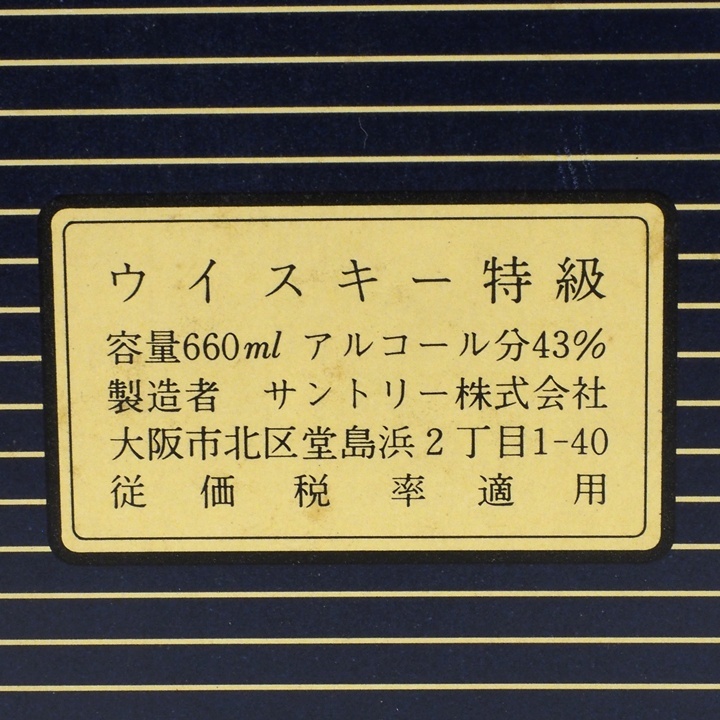 ウイスキー特級
容量660ml アルコール分43%
製造者 サントリー株式会社
大阪市北区堂島浜2丁目1-40
従価税率適用